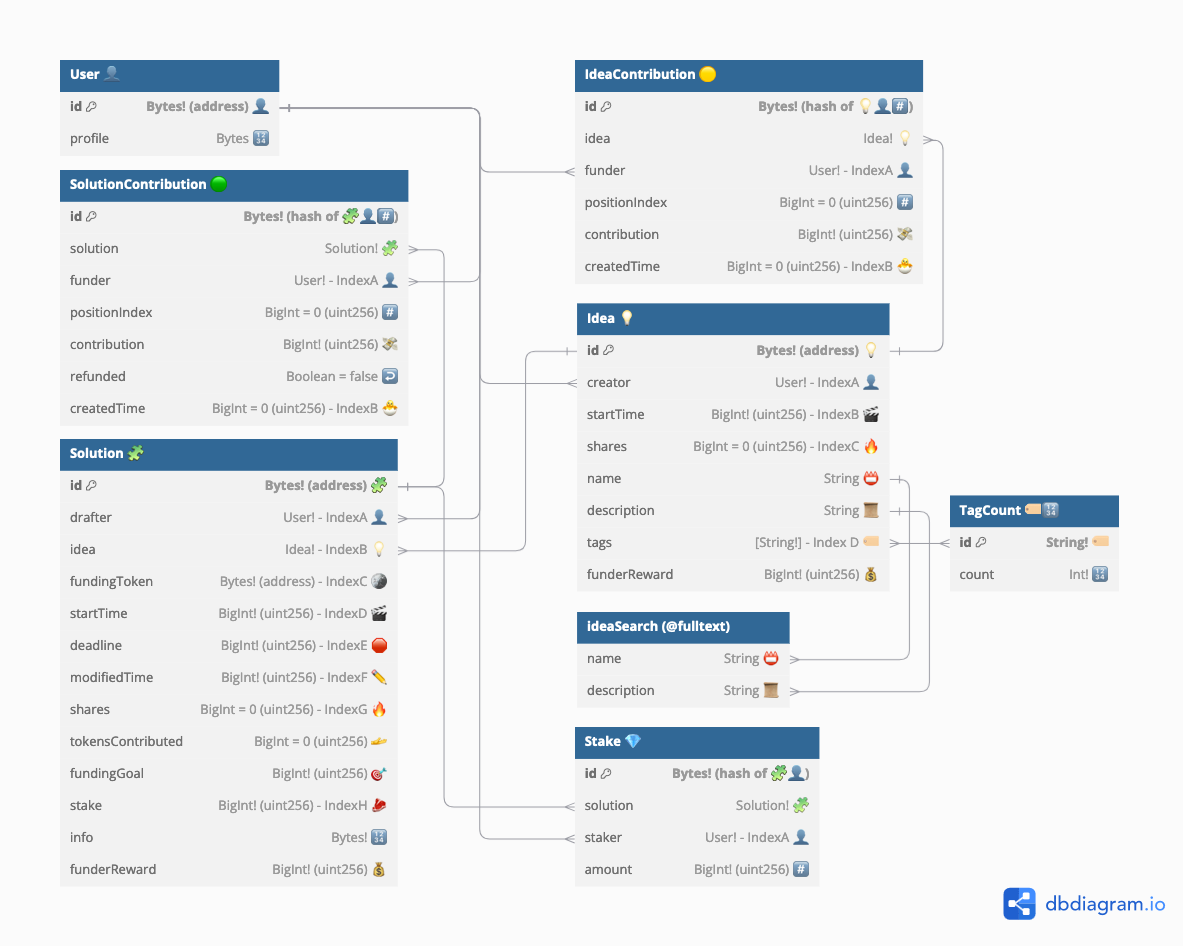 User 👤
id Bytes! (address) 👤
profile Bytes 🔢
SolutionContribution 🟢
id Bytes! (hash of 🧩👤#️⃣)
solution Solution! 🧩
funder User! - IndexA 👤
positionIndex BigInt = 0 (uint256) #️⃣
contribution BigInt! (uint256) 💸
refunded Boolean = false ↩️
createdTime BigInt = 0 (uint256) - IndexB 🐣
Solution 🧩
id Bytes! (address) 🧩
drafter User! - IndexA 👤
idea Idea! - IndexB 💡
fundingToken Bytes! (address) - IndexC 🪙
startTime BigInt! (uint256) - IndexD 🎬
deadline BigInt! (uint256) - IndexE 🛑
modifiedTime BigInt! (uint256) - IndexF ✏️
shares BigInt = 0 (uint256) - IndexG 🔥
tokensContributed BigInt = 0 (uint256) 🫴
fundingGoal BigInt! (uint256) 🎯
stake BigInt! (uint256) - IndexH 🥩
info Bytes! 🔢
funderReward BigInt! (uint256) 💰
IdeaContribution 🟡
id Bytes! (hash of 💡👤#️⃣)
idea Idea! 💡
funder User! - IndexA 👤
positionIndex BigInt = 0 (uint256) #️⃣
contribution BigInt! (uint256) 💸
createdTime BigInt = 0 (uint256) - IndexB 🐣
Idea 💡
id Bytes! (address) 💡
creator User! - IndexA 👤
startTime BigInt! (uint256) - IndexB 🎬
shares BigInt = 0 (uint256) - IndexC 🔥
name String 📛
description String 📜
tags [String!] - Index D 🏷️
funderReward BigInt! (uint256) 💰
TagCount 🏷️🔢
id String! 🏷️
count Int! 🔢
ideaSearch (@fulltext)
name String 📛
description String 📜
Stake 💎
id Bytes! (hash of 🧩👤)
solution Solution! 🧩
staker User! - IndexA 👤
amount BigInt! (uint256) #️⃣
dbdiagram.io